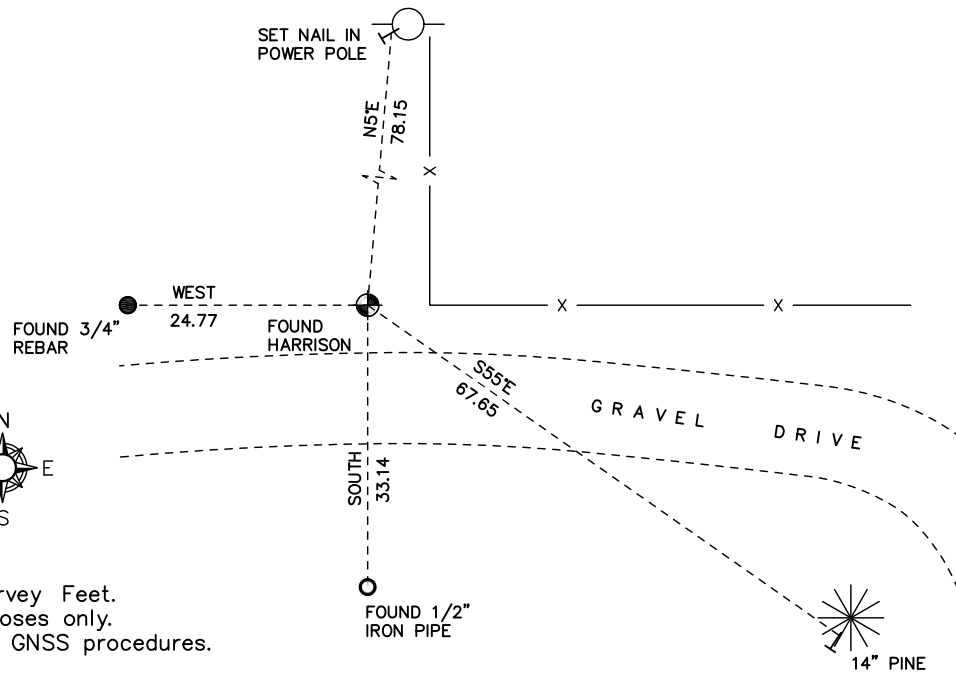 SET NAIL IN
POWER POLE
N5°E
78.15
X
WEST
24.77
X
X
FOUND 3/4"
REBAR
FOUND
HARRISON
S55°E
67.65
GRAVEL DRIVE
N
E
S
SOUTH
33.14
rvey Feet.
oses only.
GNSS procedures.
FOUND 1/2"
IRON PIPE
14" PINE